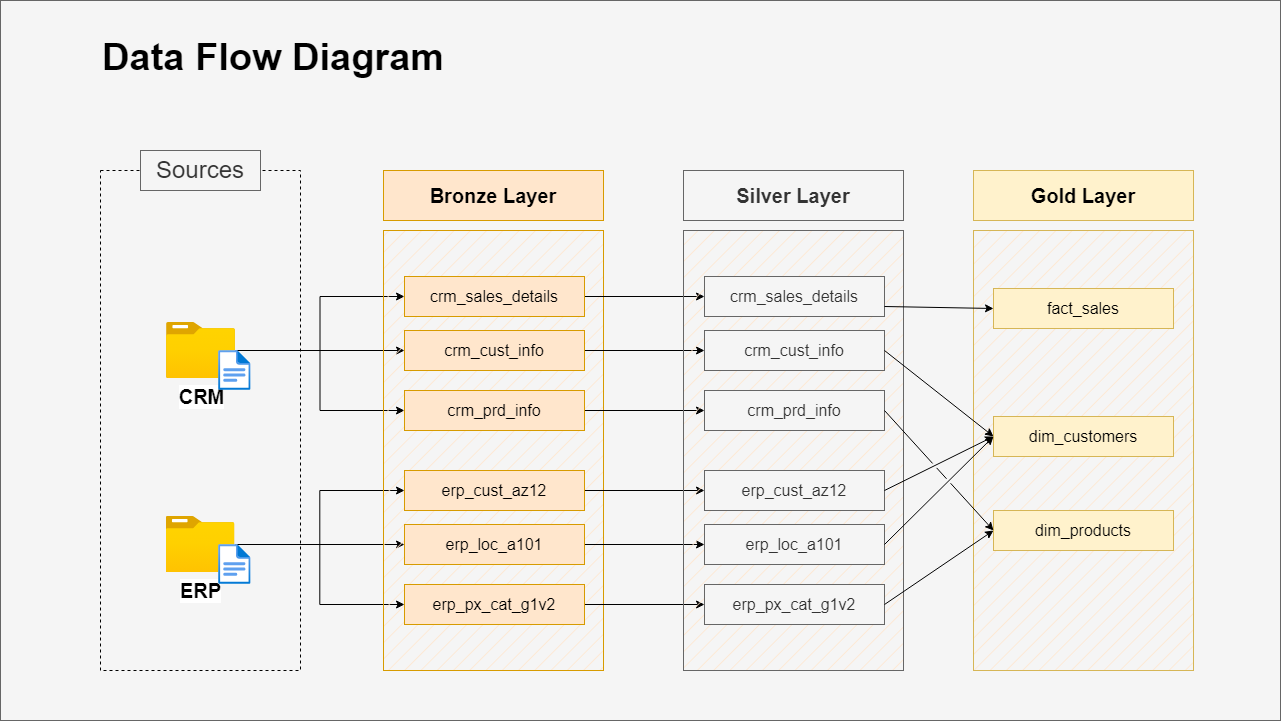 Data Flow Diagram
Sources
CRM
ERP
Bronze Layer
crm_sales_details
crm_cust_info
crm_prd_info
erp_cust_az12
erp_loc_a101
erp_px_cat_g1v2
Silver Layer
crm_sales_details
crm_cust_info
crm_prd_info
erp_cust_az12
erp_loc_a101
erp_px_cat_g1v2
Gold Layer
fact_sales
dim_customers
dim_products